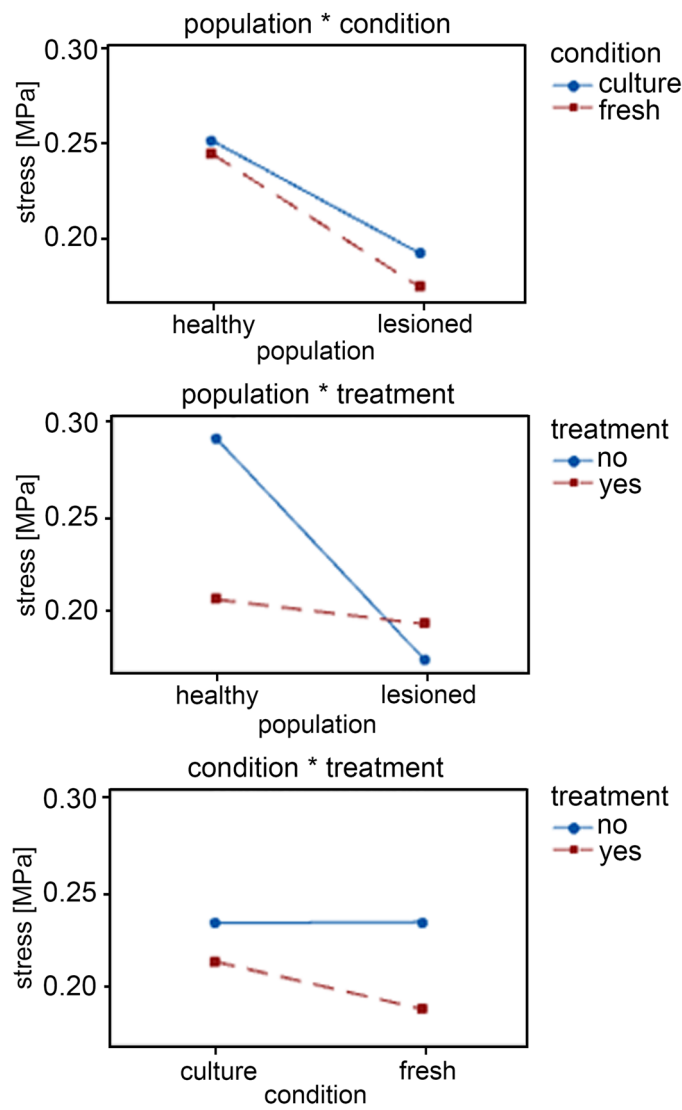 population * condition
stress [MPa]
0.30
0.25
0.20
healthy lesioned
population
condition
culture
fresh
population * treatment
stress [MPa]
0.30
0.25
0.20
healthy lesioned
population
treatment
no
yes
condition * treatment
stress [MPa]
0.30
0.25
0.20
culture fresh
condition
treatment
no
yes